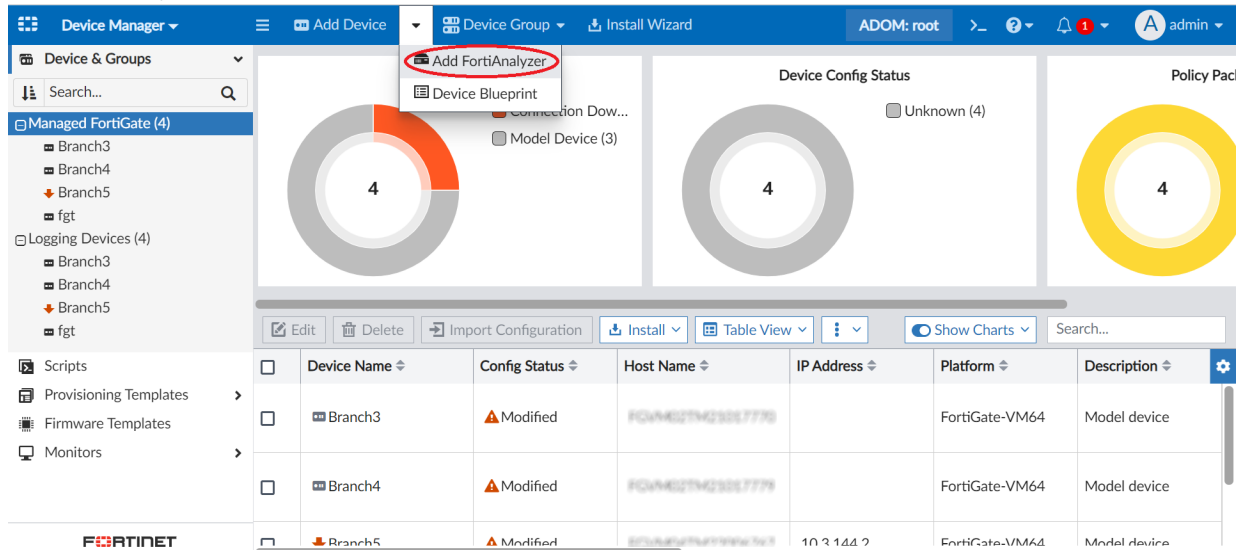 Device Manager
Add Device
Device Group
Install Wizard
ADOM: root
>_
?
1
A
admin
Device & Groups
Search...
Managed FortiGate (4)
Branch3
Branch4
Branch5
fgt
Logging Devices (4)
Branch3
Branch4
Branch5
fgt
Scripts
Provisioning Templates
Firmware Templates
Monitors
FORTINET
Add FortiAnalyzer
Device Blueprint
Connection Dow...
Model Device (3)
4
Device Config Status
Unknown (4)
4
Policy Pac
4
Edit
Delete
Import Configuration
Install
Table View
Show Charts
Search...
Device Name Config Status Host Name IP Address Platform Description
Branch3 Modified FortiGate-VM64 Model device
Branch4 Modified FortiGate-VM64 Model device
Branch5 Modified 10.3.144.2 FortiGate-VM64 Model device